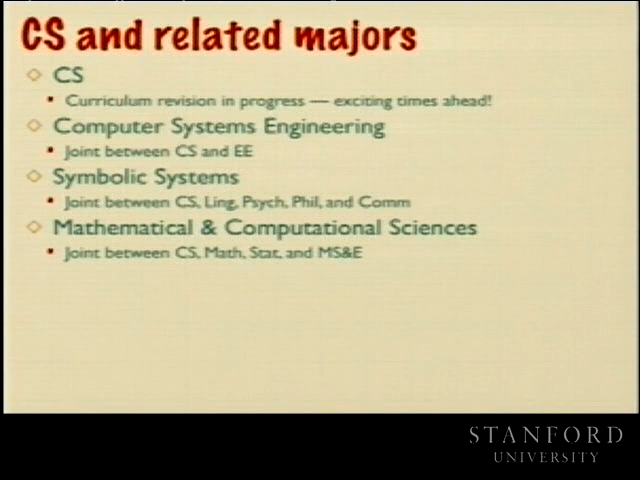 CS and related majors
CS
Curriculum revision in progress — exciting times ahead!
Computer Systems Engineering
Joint between CS and EE
Symbolic Systems
Joint between CS, Ling, Psych, Phil, and Comm
Mathematical & Computational Sciences
Joint between CS, Math, Stat, and MS&E
STANFORD
UNIVERSITY